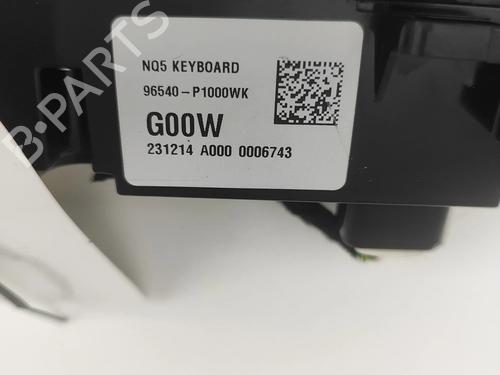 NQ5 KEYBOARD
96540-P1000WK
G00W
231214 A000 0006743
B-PARTS